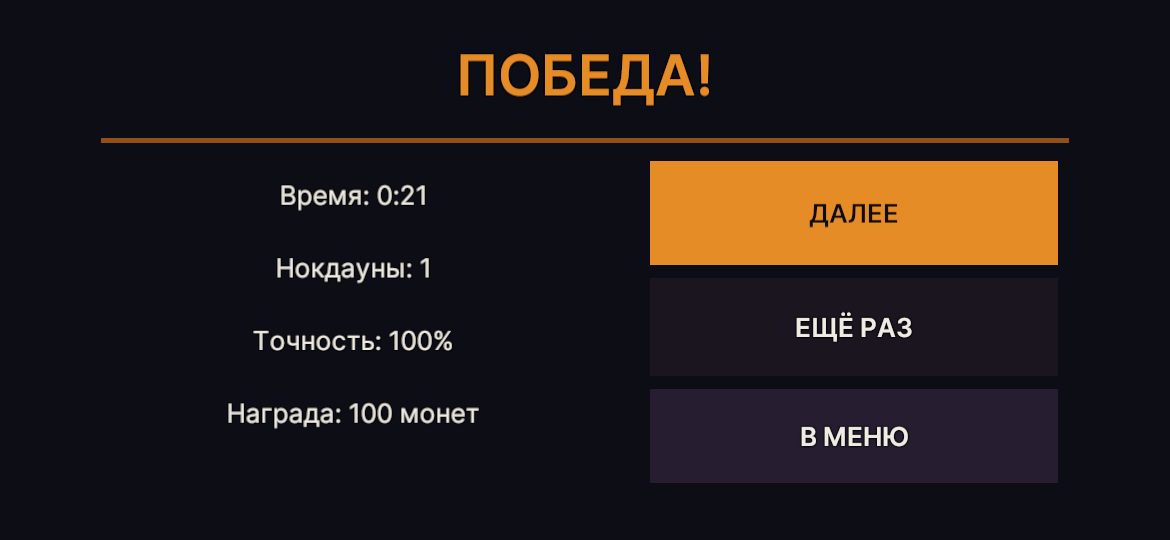 ПОБЕДА!
Время: 0:21
Нокдауны: 1
Точность: 100%
Награда: 100 монет
ДАЛЕЕ
ЕЩЁ РАЗ
В МЕНЮ